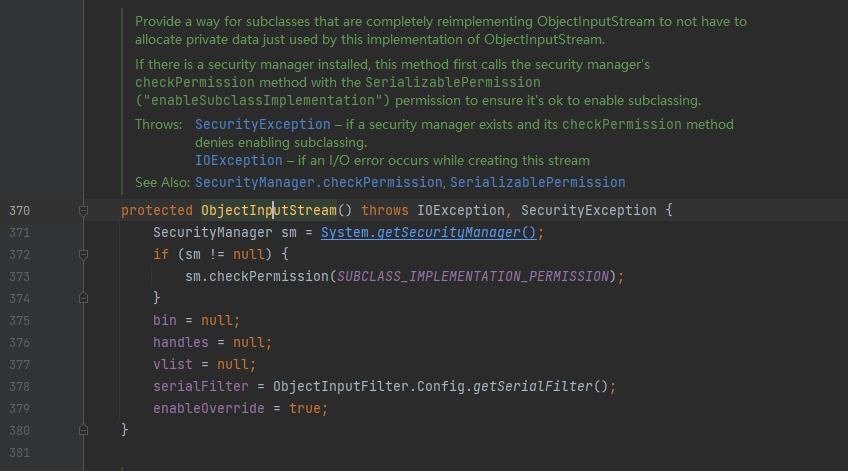 Provide a way for subclasses that are completely reimplementing ObjectInputStream to not have to
allocate private data just used by this implementation of ObjectInputStream.
If there is a security manager installed, this method first calls the security manager's
checkPermission method with the SerializablePermission
("enableSubclassImplementation") permission to ensure it's ok to enable subclassing.
Throws: SecurityException – if a security manager exists and its checkPermission method
denies enabling subclassing.
IOException – if an I/O error occurs while creating this stream
See Also: SecurityManager.checkPermission, SerializablePermission
370 protected ObjectInputStream() throws IOException, SecurityException {
371 SecurityManager sm = System.getSecurityManager();
372 if (sm != null) {
373 sm.checkPermission(SUBCLASS_IMPLEMENTATION_PERMISSION);
374 }
375 bin = null;
376 handles = null;
377 vlist = null;
378 serialFilter = ObjectInputFilter.Config.getSerialFilter();
379 enableOverride = true;
380 }
381